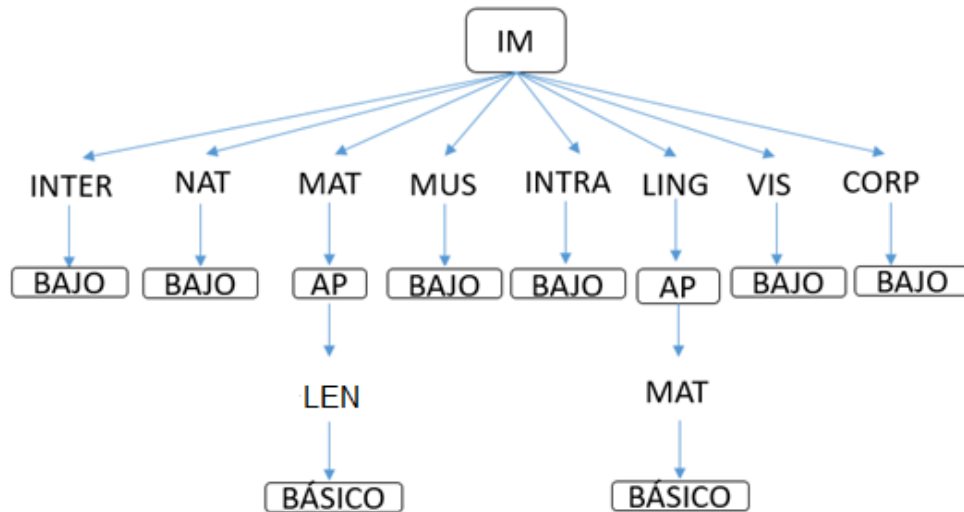 IM
INTER NAT MAT MUS INTRA LING VIS CORP
BAJO BAJO AP BAJO BAJO AP BAJO BAJO
LEN MAT
BÁSICO BÁSICO